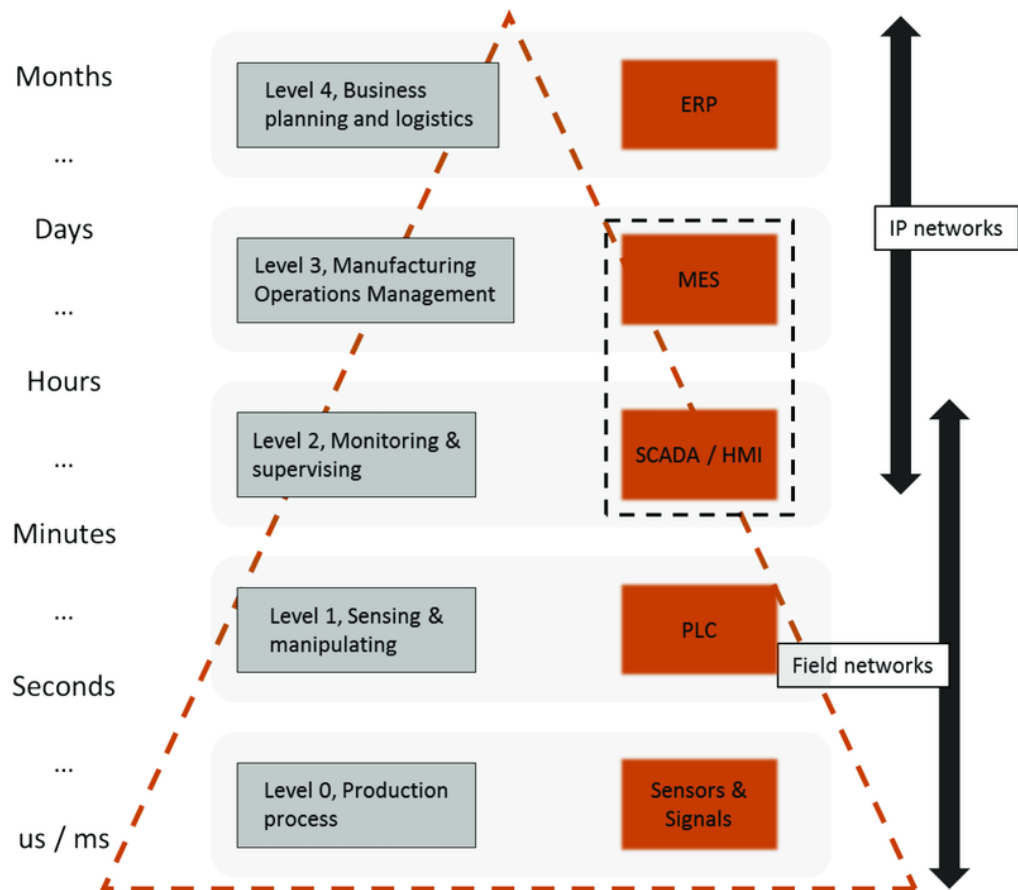 Months
Level 4, Business
planning and logistics
ERP
...
Days
IP networks
Level 3, Manufacturing
Operations Management
MES
...
Hours
Level 2, Monitoring &
supervising
SCADA / HMI
...
Minutes
Level 1, Sensing &
manipulating
PLC
...
Field networks
Seconds
...
Level 0, Production
process
Sensors &
Signals
us / ms